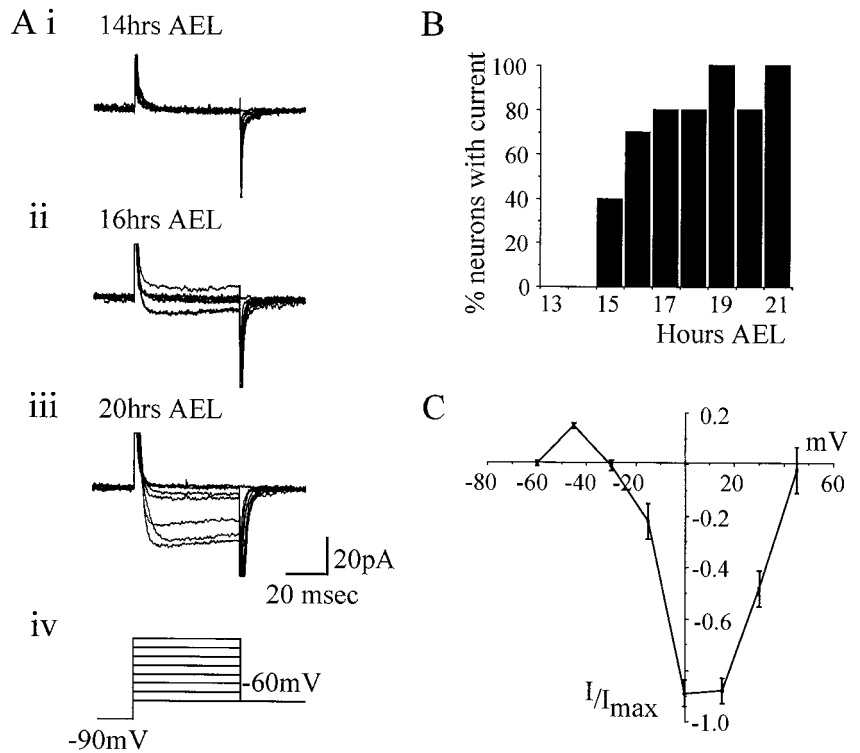 A i 14hrs AEL
ii 16hrs AEL
iii 20hrs AEL
20pA
20 msec
iv
-60mV
-90mV
B
% neurons with current
100
80
60
40
20
0
13 15 17 19 21
Hours AEL
C
0.2
mV
-80 -60 -40 -20 20 60
-0.2
-0.4
-0.6
-0.8
-1.0
I/Imax